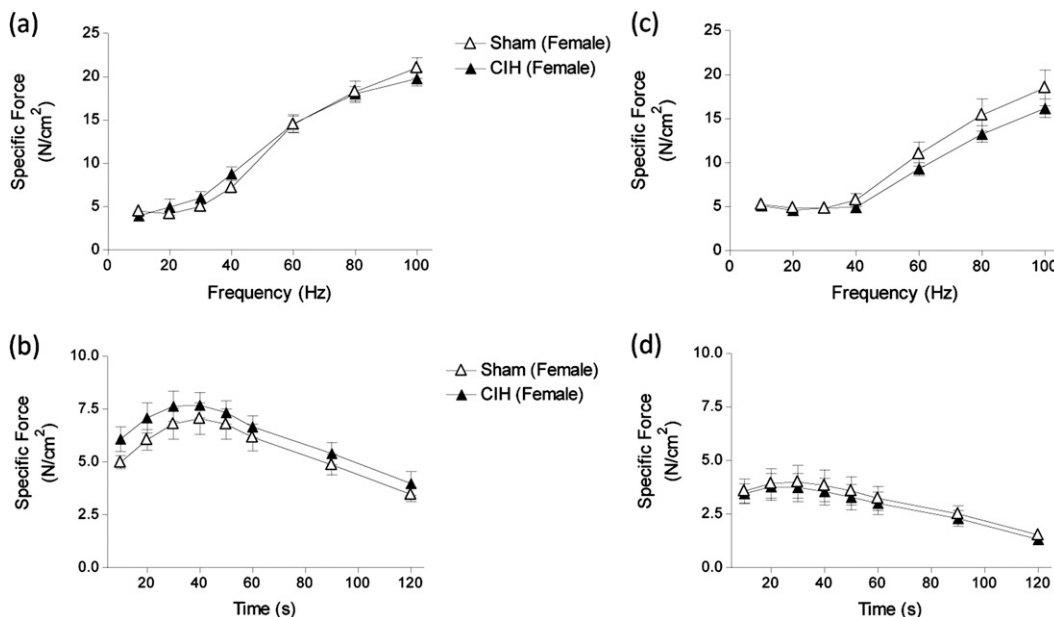 (a)
25
20
15
10
5
0
Specific Force
(N/cm²)
0 20 40 60 80 100
Frequency (Hz)
Sham (Female)
CIH (Female)
(c)
25
20
15
10
5
0
Specific Force
(N/cm²)
0 20 40 60 80 100
Frequency (Hz)
(b)
10.0
7.5
5.0
2.5
0.0
Specific Force
(N/cm²)
20 40 60 80 100 120
Time (s)
Sham (Female)
CIH (Female)
(d)
10.0
7.5
5.0
2.5
0.0
Specific Force
(N/cm²)
20 40 60 80 100 120
Time (s)